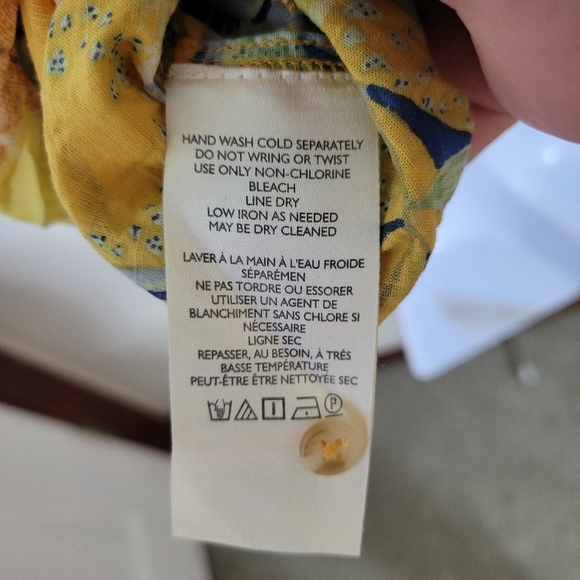 HAND WASH COLD SEPARATELY
DO NOT WRING OR TWIST
USE ONLY NON-CHLORINE
BLEACH
LINE DRY
LOW IRON AS NEEDED
MAY BE DRY CLEANED
LAVER À LA MAIN À L'EAU FROIDE
SÉPARÉMEN
NE PAS TORDRE OU ESSORER
UTILISER UN AGENT DE
BLANCHIMENT SANS CHLORE SI
NÉCESSAIRE
LIGNE SEC
REPASSER, AU BESOIN, À TRÉS
BASSE TEMPÉRATURE
PEUT-ÊTRE ÊTRE NETTOYÉE SEC
P